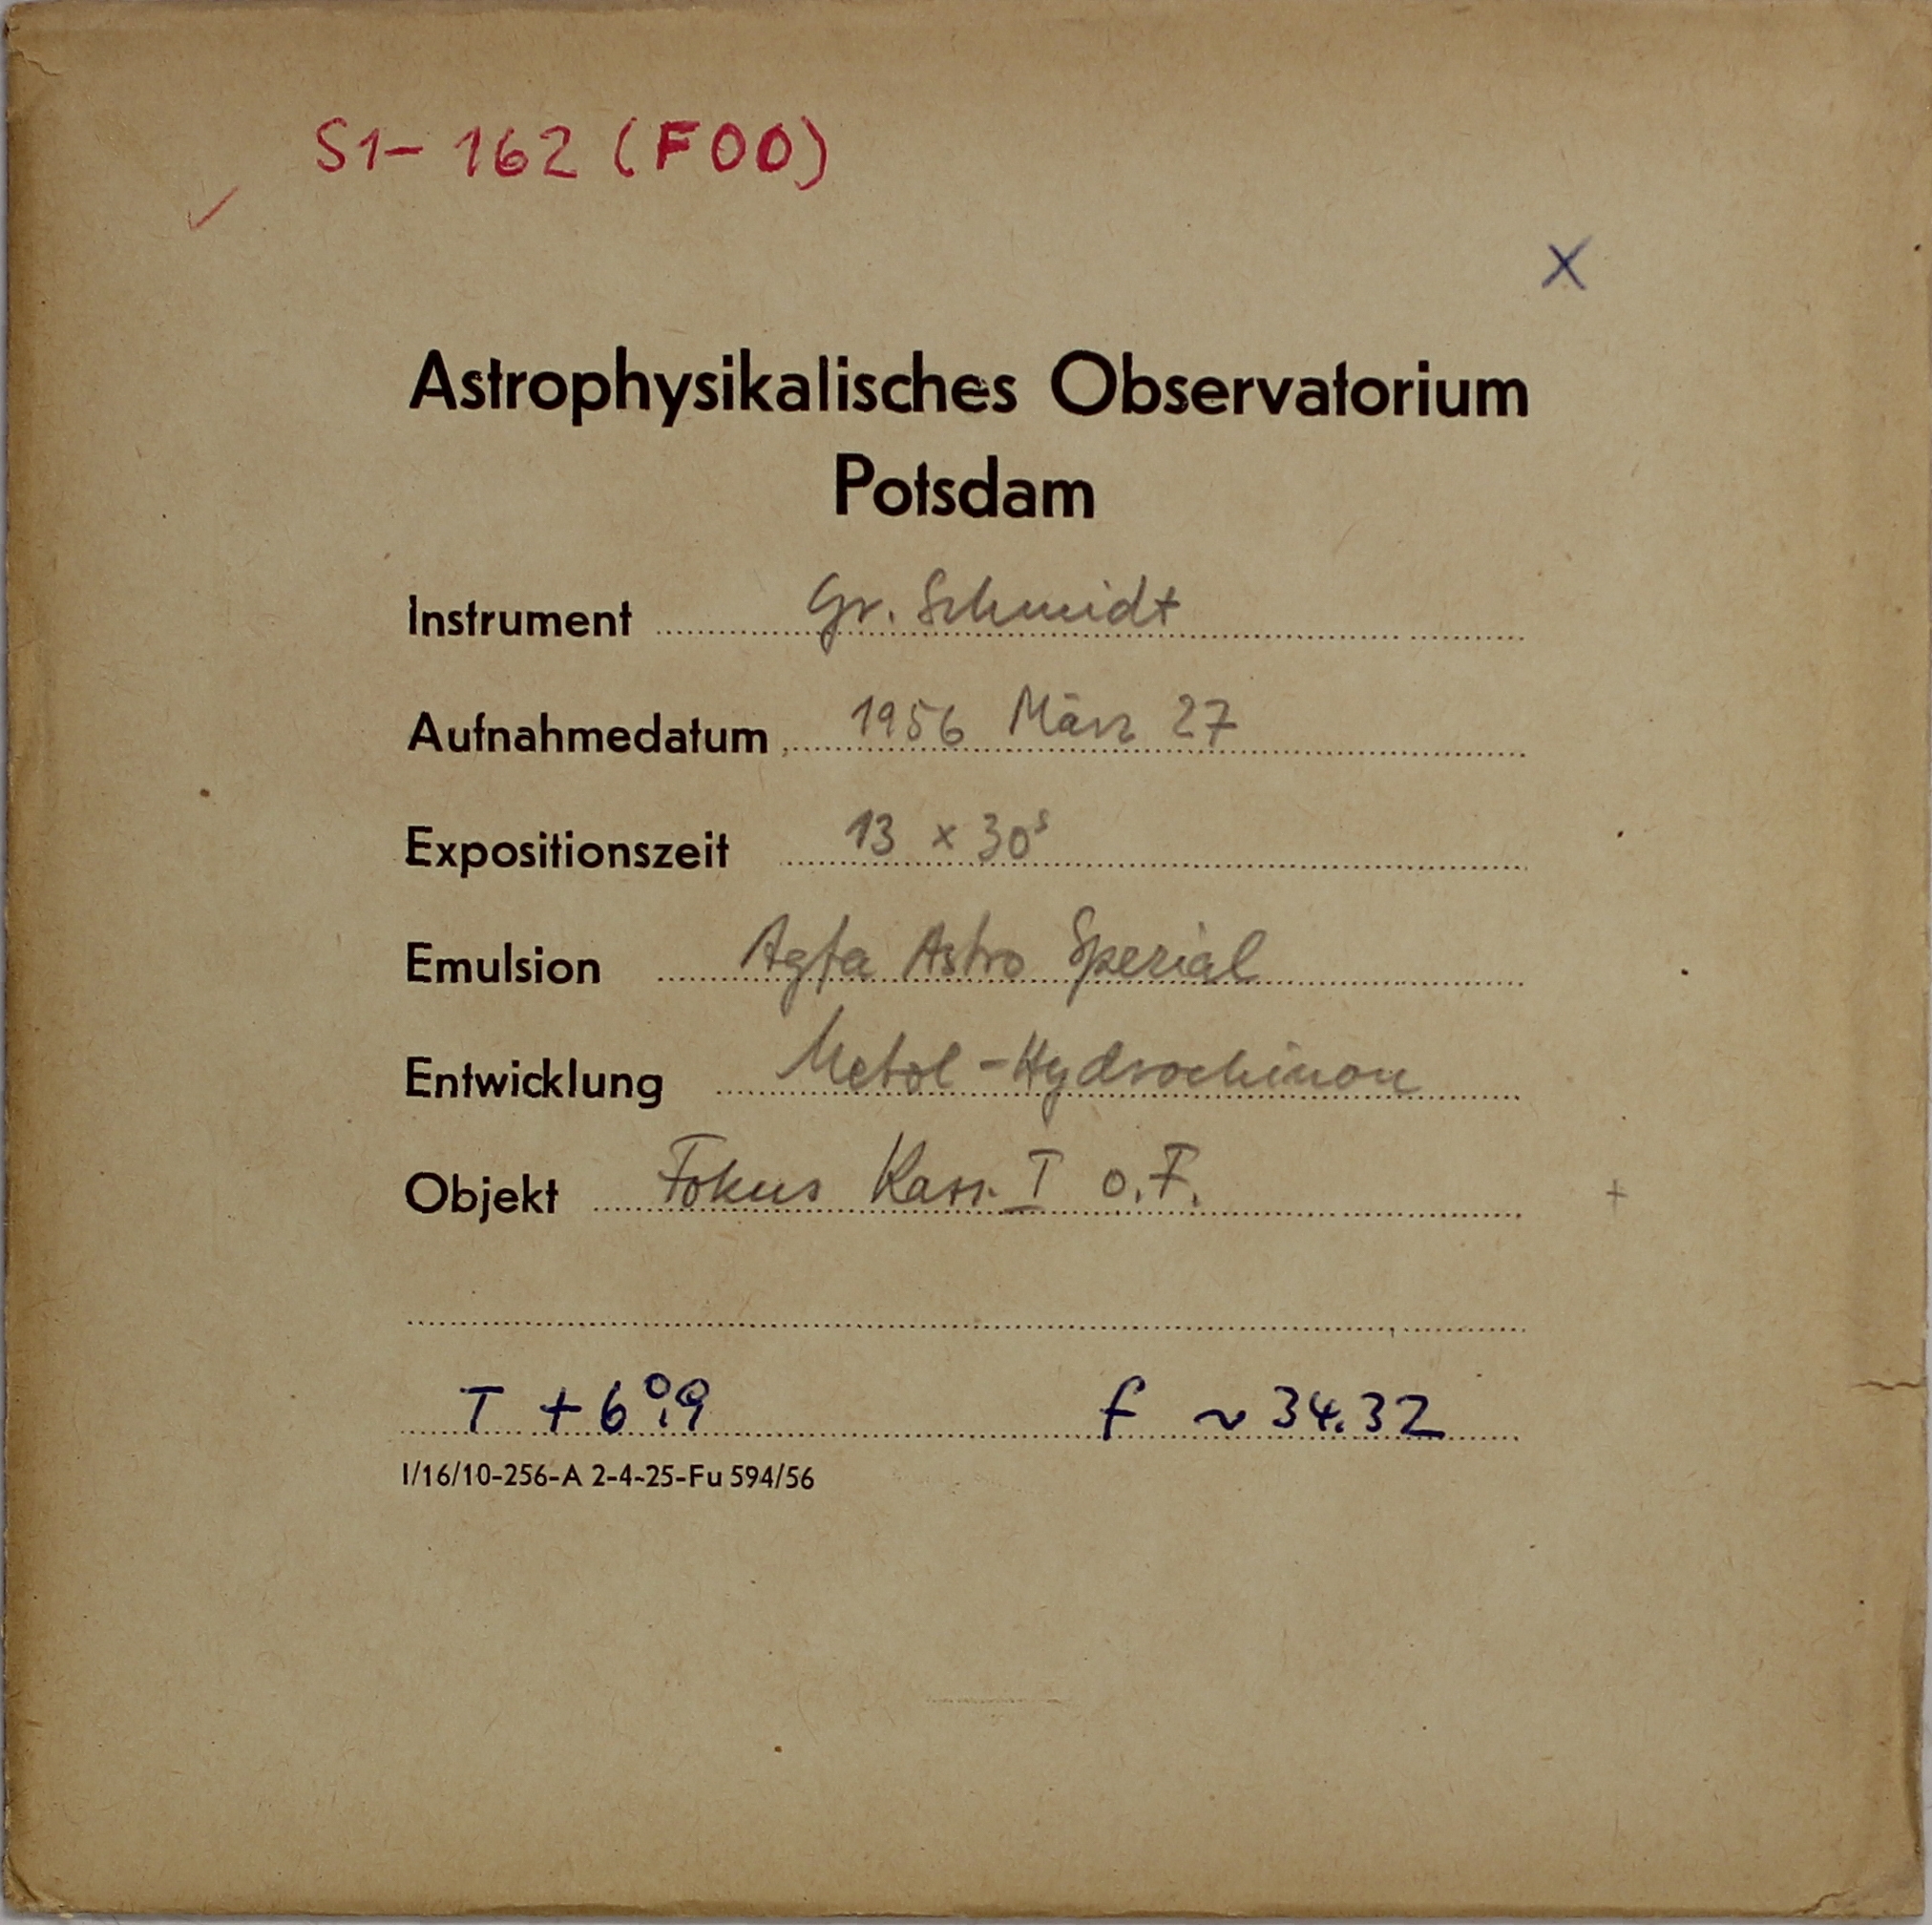 S1- 162 (F00)
✓
X
Astrophysikalisches Observatorium
Potsdam
Instrument Gr. Schmidt
Aufnahmedatum 1956 März 27
Expositionszeit 13 × 30ˢ
Emulsion Agfa Astro Spezial
Entwicklung Metol-Hydrochinon
Objekt Fokus Kass. I o.F. +
T +6°,9 f ~ 34.32
I/16/10-256-A 2-4-25-Fu 594/56